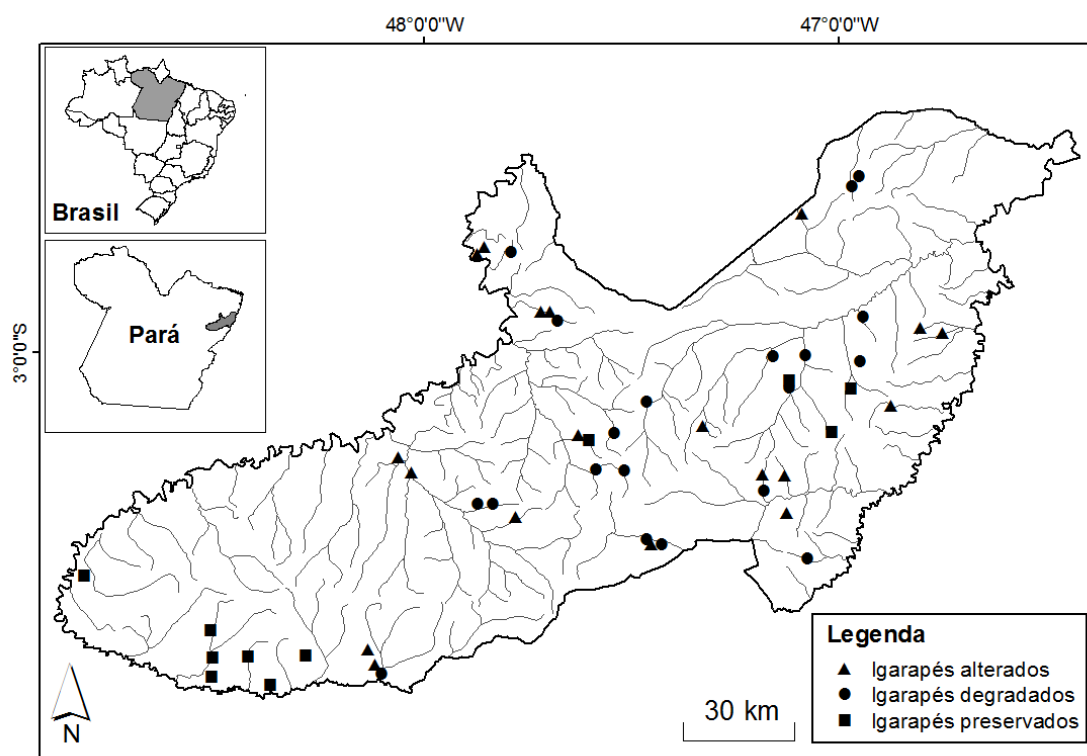 48°0'0"W
47°0'0"W
Brasil
Pará
3°0'0"S
Legenda
Igarapés alterados
Igarapés degradados
Igarapés preservados
30 km
N